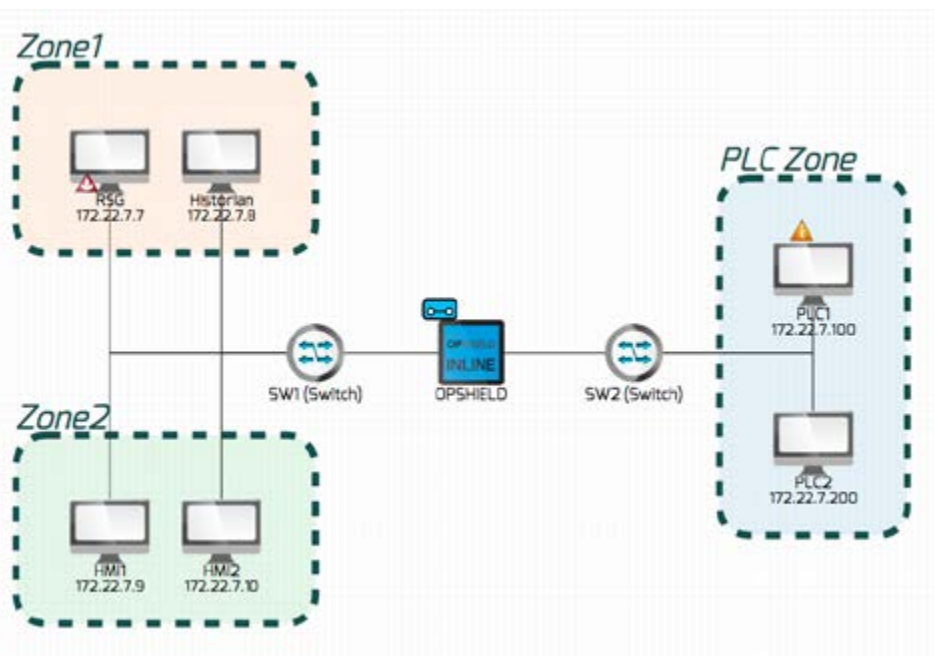 Zone1
RSG
172.22.7.7
Historian
172.22.7.8
PLC Zone
PLC1
172.22.7.100
SW1 (Switch)
OPSHIELD
INLINE
OPSHIELD
SW2 (Switch)
PLC2
172.22.7.200
Zone2
HMI1
172.22.7.9
HMI2
172.22.7.10